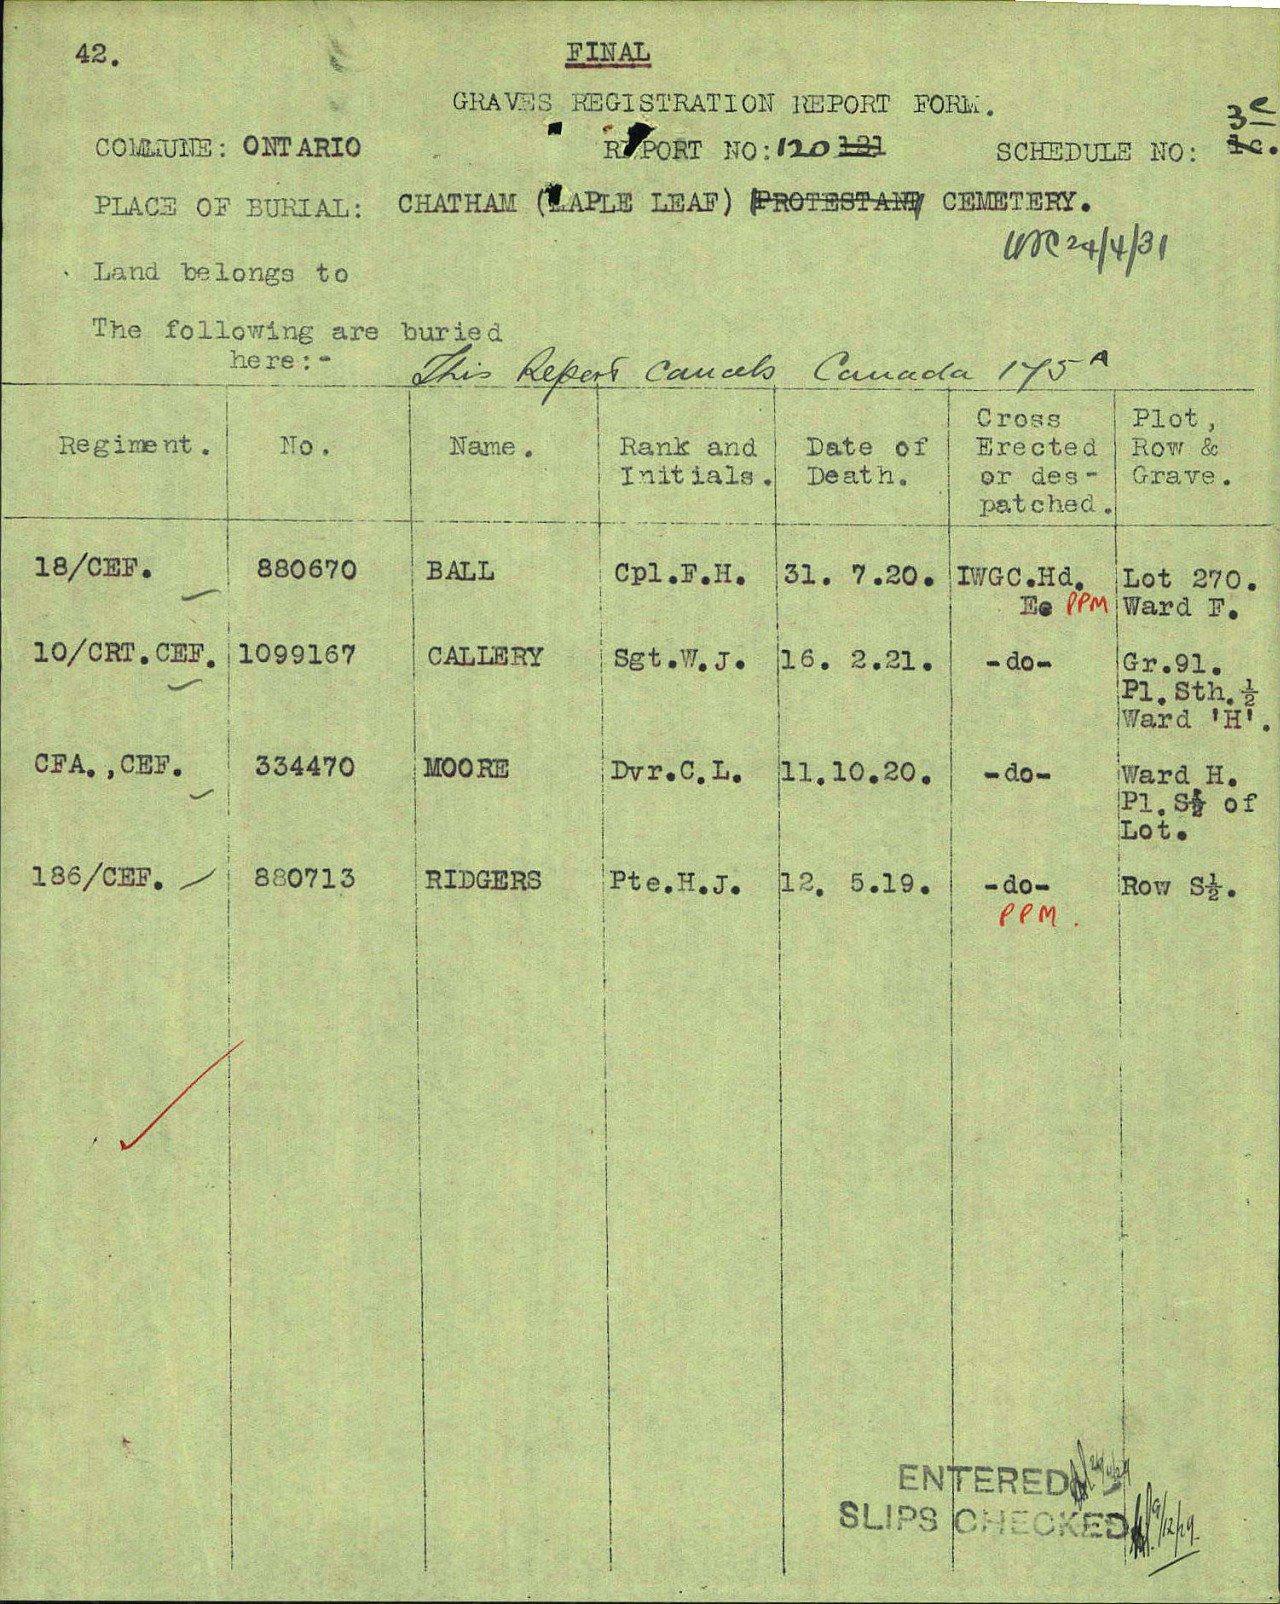 42.
FINAL
GRAVES REGISTRATION REPORT FORM.
COMMUNE: ONTARIO REPORT NO: 120 121 SCHEDULE NO: 3c 1c.
PLACE OF BURIAL: CHATHAM (MAPLE LEAF) (PROTESTANT) CEMETERY.
24/4/31
Land belongs to
The following are buried
here:-
This Report cancels Canada 175A
Regiment. No. Name. Rank and Initials. Date of Death. Cross Erected or des-patched. Plot, Row & Grave.
18/CEF. 880670 BALL Cpl.F.H. 31. 7.20. IWGC.Hd. Lot 270.
PPM Ward F.
10/CRT.CEF. 1099167 CALLERY Sgt.W.J. 16. 2.21. -do- Gr.91.
Pl.Sth.½
Ward 'H'.
CFA.,CEF. 334470 MOORE Dvr.C.L. 11.10.20. -do- Ward H.
Pl.S½ of
Lot.
186/CEF. 880713 RIDGERS Pte.H.J. 12. 5.19. -do- Row S½.
PPM.
ENTERED
SLIPS CHECKED 9/12/29